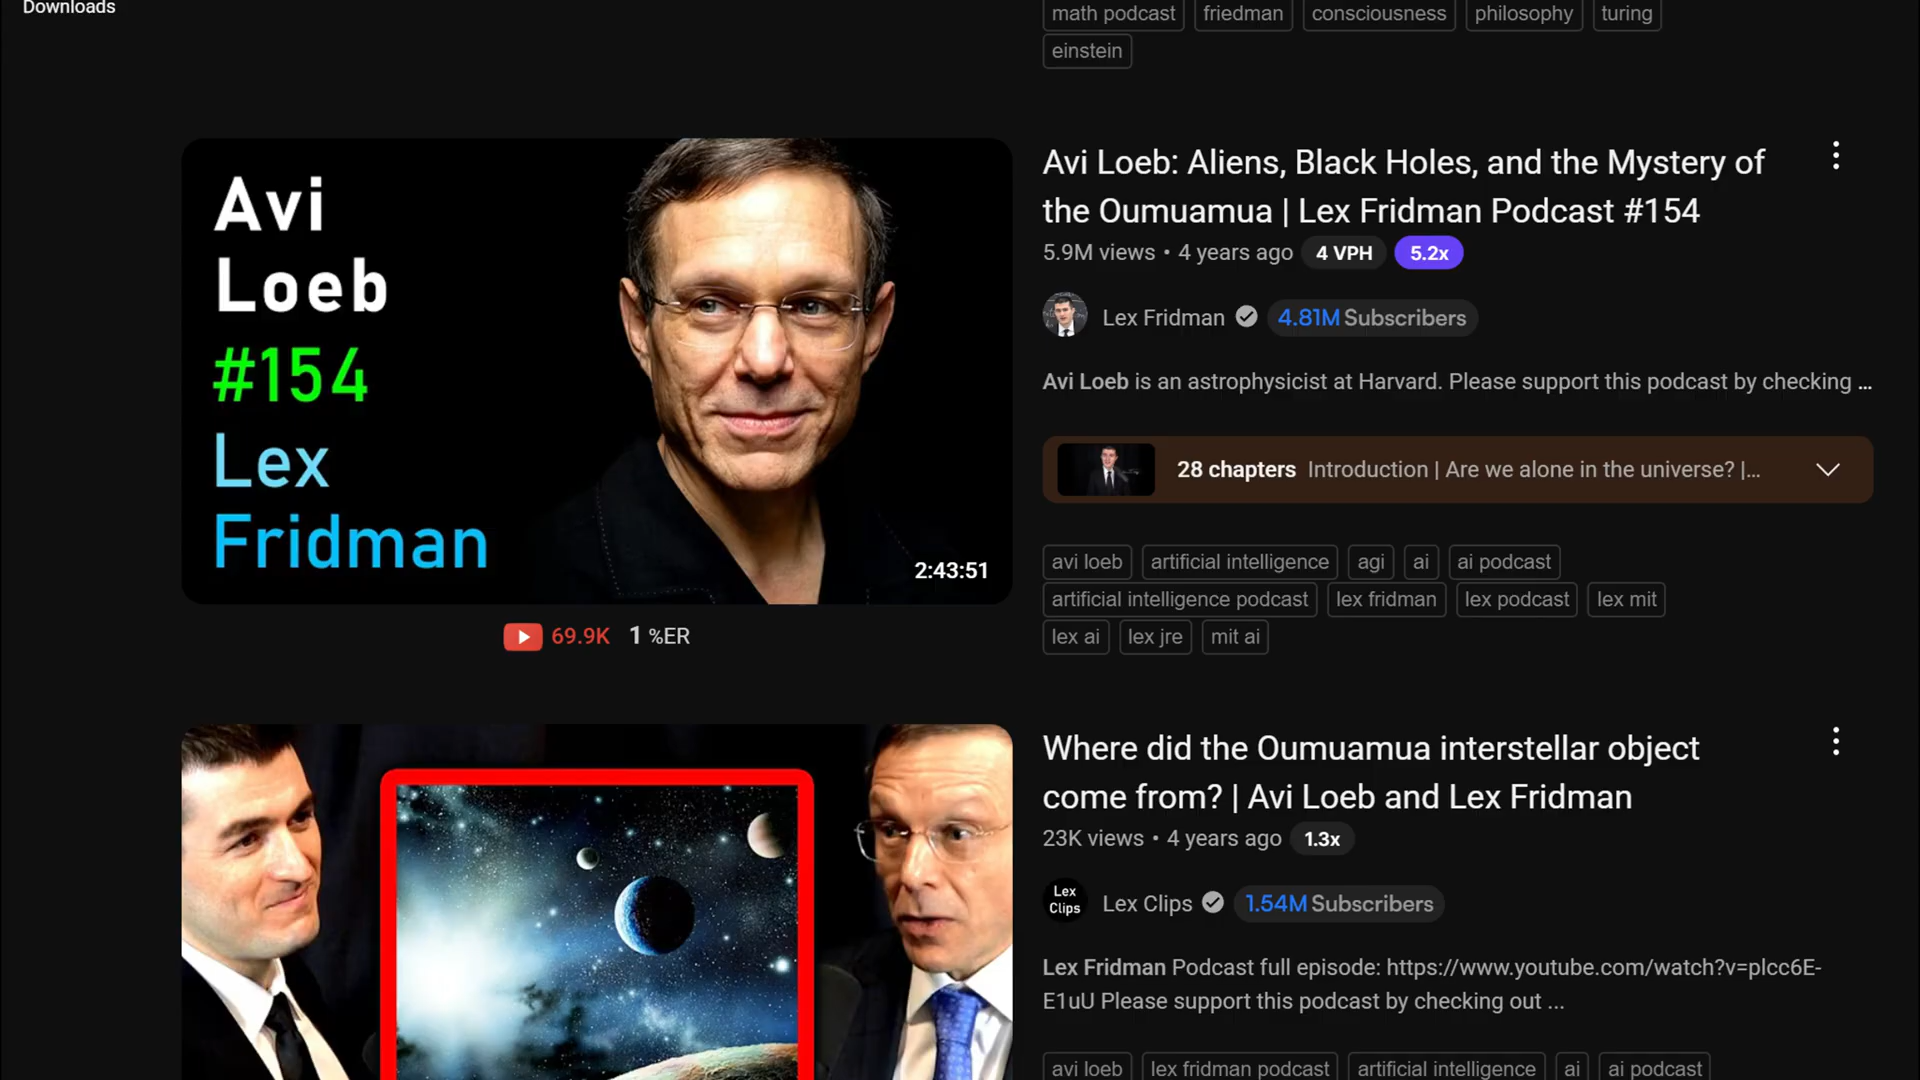 Downloads
math podcast friedman consciousness philosophy turing
einstein
Avi
Loeb
#154
Lex
Fridman
2:43:51
69.9K 1 %ER
Avi Loeb: Aliens, Black Holes, and the Mystery of
the Oumuamua | Lex Fridman Podcast #154
5.9M views • 4 years ago 4 VPH 5.2x
Lex Fridman 4.81M Subscribers
Avi Loeb is an astrophysicist at Harvard. Please support this podcast by checking ...
28 chapters Introduction | Are we alone in the universe? |...
avi loeb artificial intelligence agi ai ai podcast
artificial intelligence podcast lex fridman lex podcast lex mit
lex ai lex jre mit ai
Where did the Oumuamua interstellar object
come from? | Avi Loeb and Lex Fridman
23K views • 4 years ago 1.3x
Lex
Clips
Lex Clips 1.54M Subscribers
Lex Fridman Podcast full episode: https://www.youtube.com/watch?v=plcc6E-
E1uU Please support this podcast by checking out ...
avi loeb lex fridman podcast artificial intelligence ai ai podcast